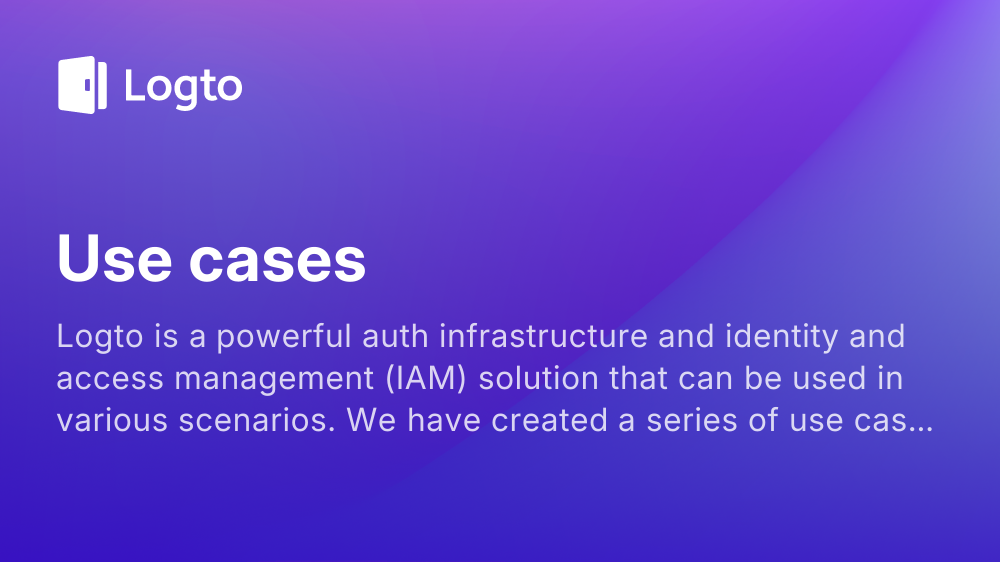 Logto
Use cases
Logto is a powerful auth infrastructure and identity and
access management (IAM) solution that can be used in
various scenarios. We have created a series of use cas...